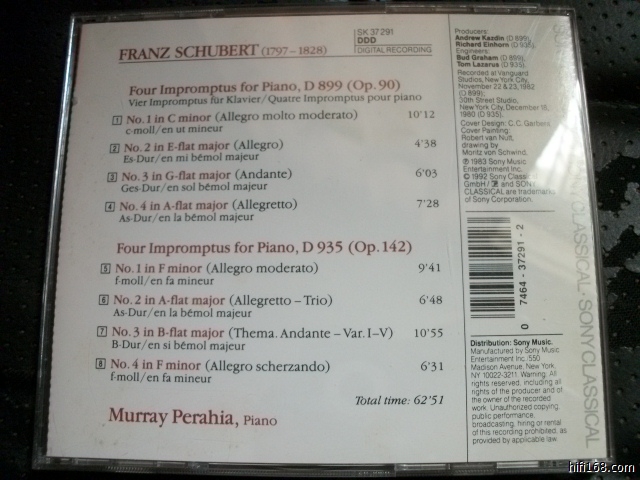 FRANZ SCHUBERT (1797–1828)
SK 37291
DDD
DIGITAL RECORDING
Four Impromptus for Piano, D 899 (Op. 90)
Vier Impromptus für Klavier/Quatre Impromptus pour piano
1 No. 1 in C minor (Allegro molto moderato) 10'12
c-moll/en ut mineur
2 No. 2 in E-flat major (Allegro) 4'38
Es-Dur/en mi bémol majeur
3 No. 3 in G-flat major (Andante) 6'03
Ges-Dur/en sol bémol majeur
4 No. 4 in A-flat major (Allegretto) 7'28
As-Dur/en la bémol majeur
Four Impromptus for Piano, D 935 (Op. 142)
5 No. 1 in F minor (Allegro moderato) 9'41
f-moll/en fa mineur
6 No. 2 in A-flat major (Allegretto – Trio) 6'48
As-Dur/en la bémol majeur
7 No. 3 in B-flat major (Thema. Andante – Var. I–V) 10'55
B-Dur/en si bémol majeur
8 No. 4 in F minor (Allegro scherzando) 6'31
f-moll/en fa mineur
Total time: 62'51
Murray Perahia, Piano
Producers:
Andrew Kazdin (D 899),
Richard Einhorn (D 935).
Engineers:
Bud Graham (D 899),
Tom Lazarus (D 935).
Recorded at Vanguard
Studios, New York City,
November 22 & 23, 1982
(D 899);
30th Street Studio,
New York City, December 18,
1980 (D 935).
Cover Design: C.C. Garbers
Cover Painting:
Robert van Nutt,
drawing by
Moritz von Schwind.
℗ 1983 Sony Music
Entertainment Inc.
© 1992 Sony Classical
GmbH/ and SONY
CLASSICAL are trademarks
of Sony Corporation.
0 7464-37291-2
Distribution: Sony Music.
Manufactured by Sony Music
Entertainment Inc./550
Madison Avenue, New York,
NY 10022-3211. Warning: All
rights reserved, including all
rights of the producer and of
the owner of the recorded
work. Unauthorized copying,
public performance,
broadcasting, hiring or rental
of this recording prohibited, as
provided by applicable law.
CLASSICAL · SONY CLASSICAL
hifi168.com